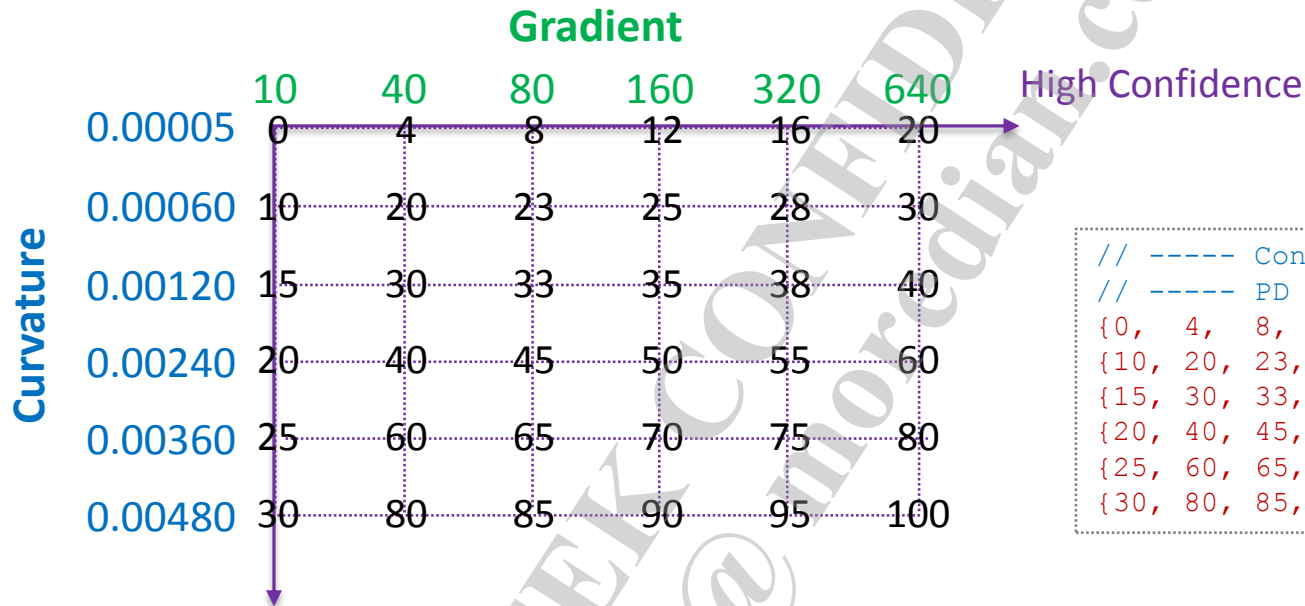 Gradient
10 40 80 160 320 640 High Confidence
0.00005 0 4 8 12 16 20
0.00060 10 20 23 25 28 30
0.00120 15 30 33 35 38 40
0.00240 20 40 45 50 55 60
0.00360 25 60 65 70 75 80
0.00480 30 80 85 90 95 100
Curvature
// ----- Con
// ----- PD
{0, 4, 8,
{10, 20, 23,
{15, 30, 33,
{20, 40, 45,
{25, 60, 65,
{30, 80, 85,
EK CONFID
@ moredian.co